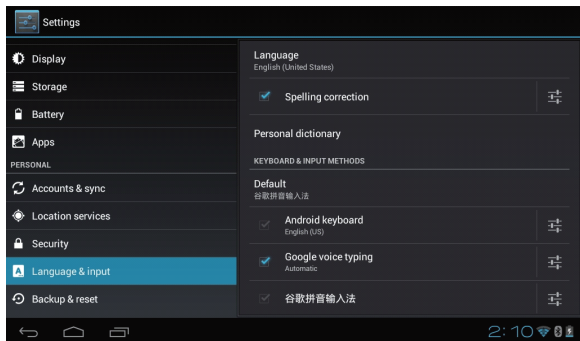 Settings
Display
Storage
Battery
Apps
PERSONAL
Accounts & sync
Location services
Security
Language & input
Backup & reset
Language
English (United States)
Spelling correction
Personal dictionary
KEYBOARD & INPUT METHODS
Default
谷歌拼音输入法
Android keyboard
English (US)
Google voice typing
Automatic
谷歌拼音输入法
2:10